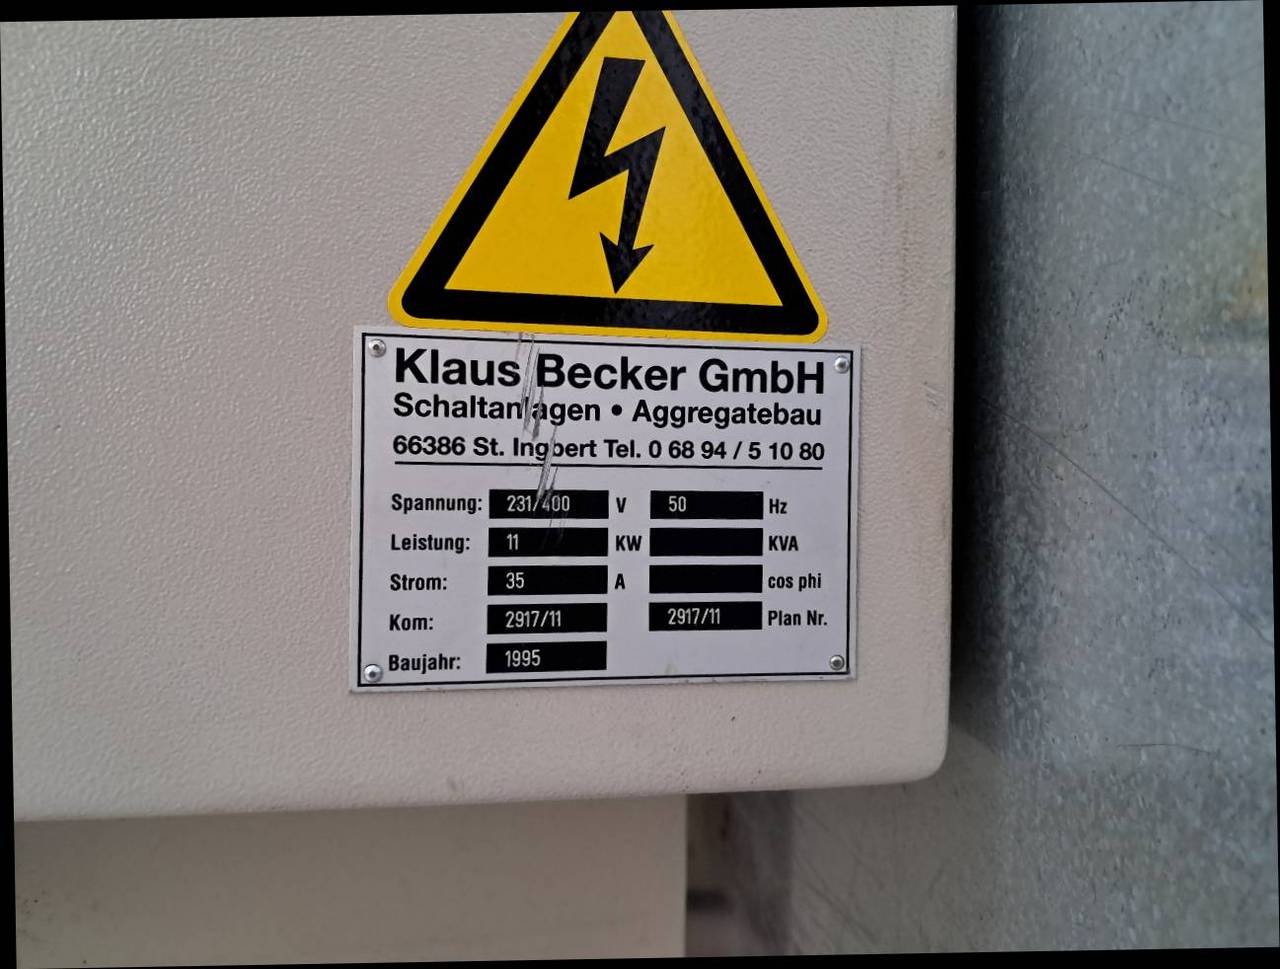 Klaus Becker GmbH
Schaltanlagen • Aggregatebau
66386 St. Ingbert Tel. 0 68 94 / 5 10 80
Spannung: 231/400 V 50 Hz
Leistung: 11 KW KVA
Strom: 35 A cos phi
Kom: 2917/11 2917/11 Plan Nr.
Baujahr: 1995